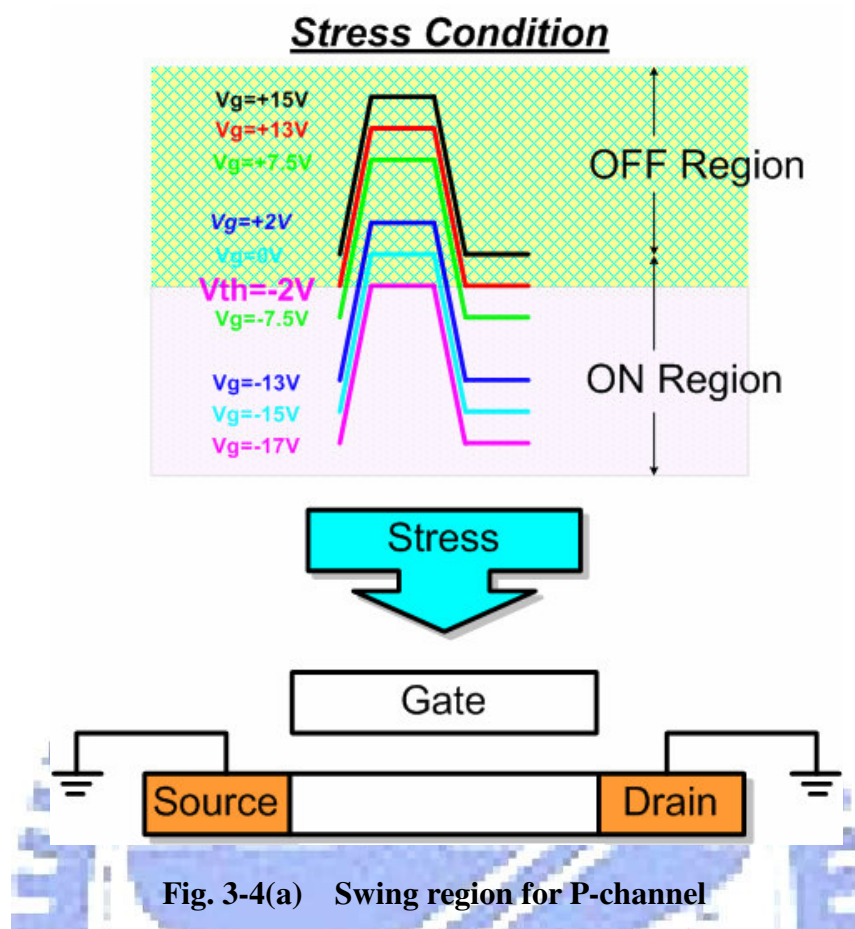 Stress Condition
Vg=+15V
Vg=+13V
Vg=+7.5V
OFF Region
Vg=+2V
Vg=0V
Vth=-2V
Vg=-7.5V
Vg=-13V
ON Region
Vg=-15V
Vg=-17V
Stress
Gate
Source
Drain
Fig. 3-4(a) Swing region for P-channel